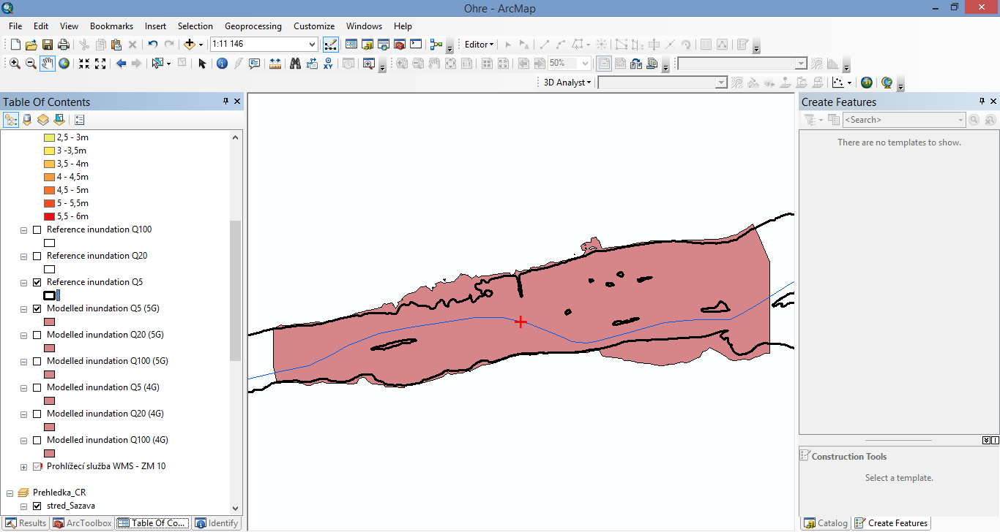 Ohre - ArcMap
File Edit View Bookmarks Insert Selection Geoprocessing Customize Windows Help
1:11 146
Editor
50%
3D Analyst
Table Of Contents
2,5 - 3m
3 -3,5m
3,5 - 4m
4 - 4,5m
4,5 - 5m
5 - 5,5m
5,5 - 6m
Reference inundation Q100
Reference inundation Q20
Reference inundation Q5
Modelled inundation Q5 (5G)
Modelled inundation Q20 (5G)
Modelled inundation Q100 (5G)
Modelled inundation Q5 (4G)
Modelled inundation Q20 (4G)
Modelled inundation Q100 (4G)
Prohlížecí služba WMS - ZM 10
Prehledka_CR
stred_Sazava
Results ArcToolbox Table Of Co... Identify
Create Features
<Search>
There are no templates to show.
Construction Tools
Select a template.
Catalog Create Features